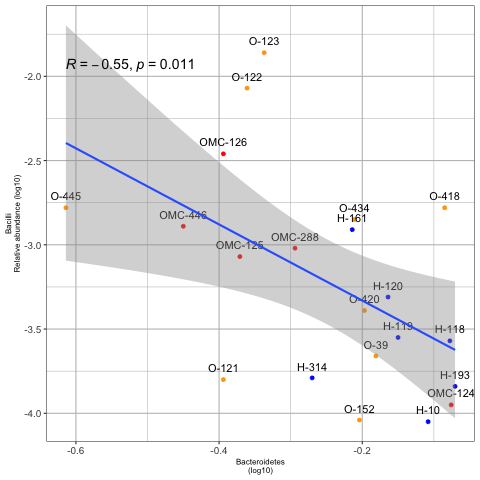 O-123
R = −0.55, p = 0.011
-2.0
O-122
OMC-126
-2.5
O-445
O-418
O-434
OMC-446
H-161
OMC-288
-3.0
OMC-125
H-120
O-420
-3.5
H-119
H-118
O-39
O-121
H-314
H-193
OMC-124
-4.0
O-152
H-10
-0.6
-0.4
-0.2
Bacteroidetes
(log10)
Bacilli
Relative abundante (log10)